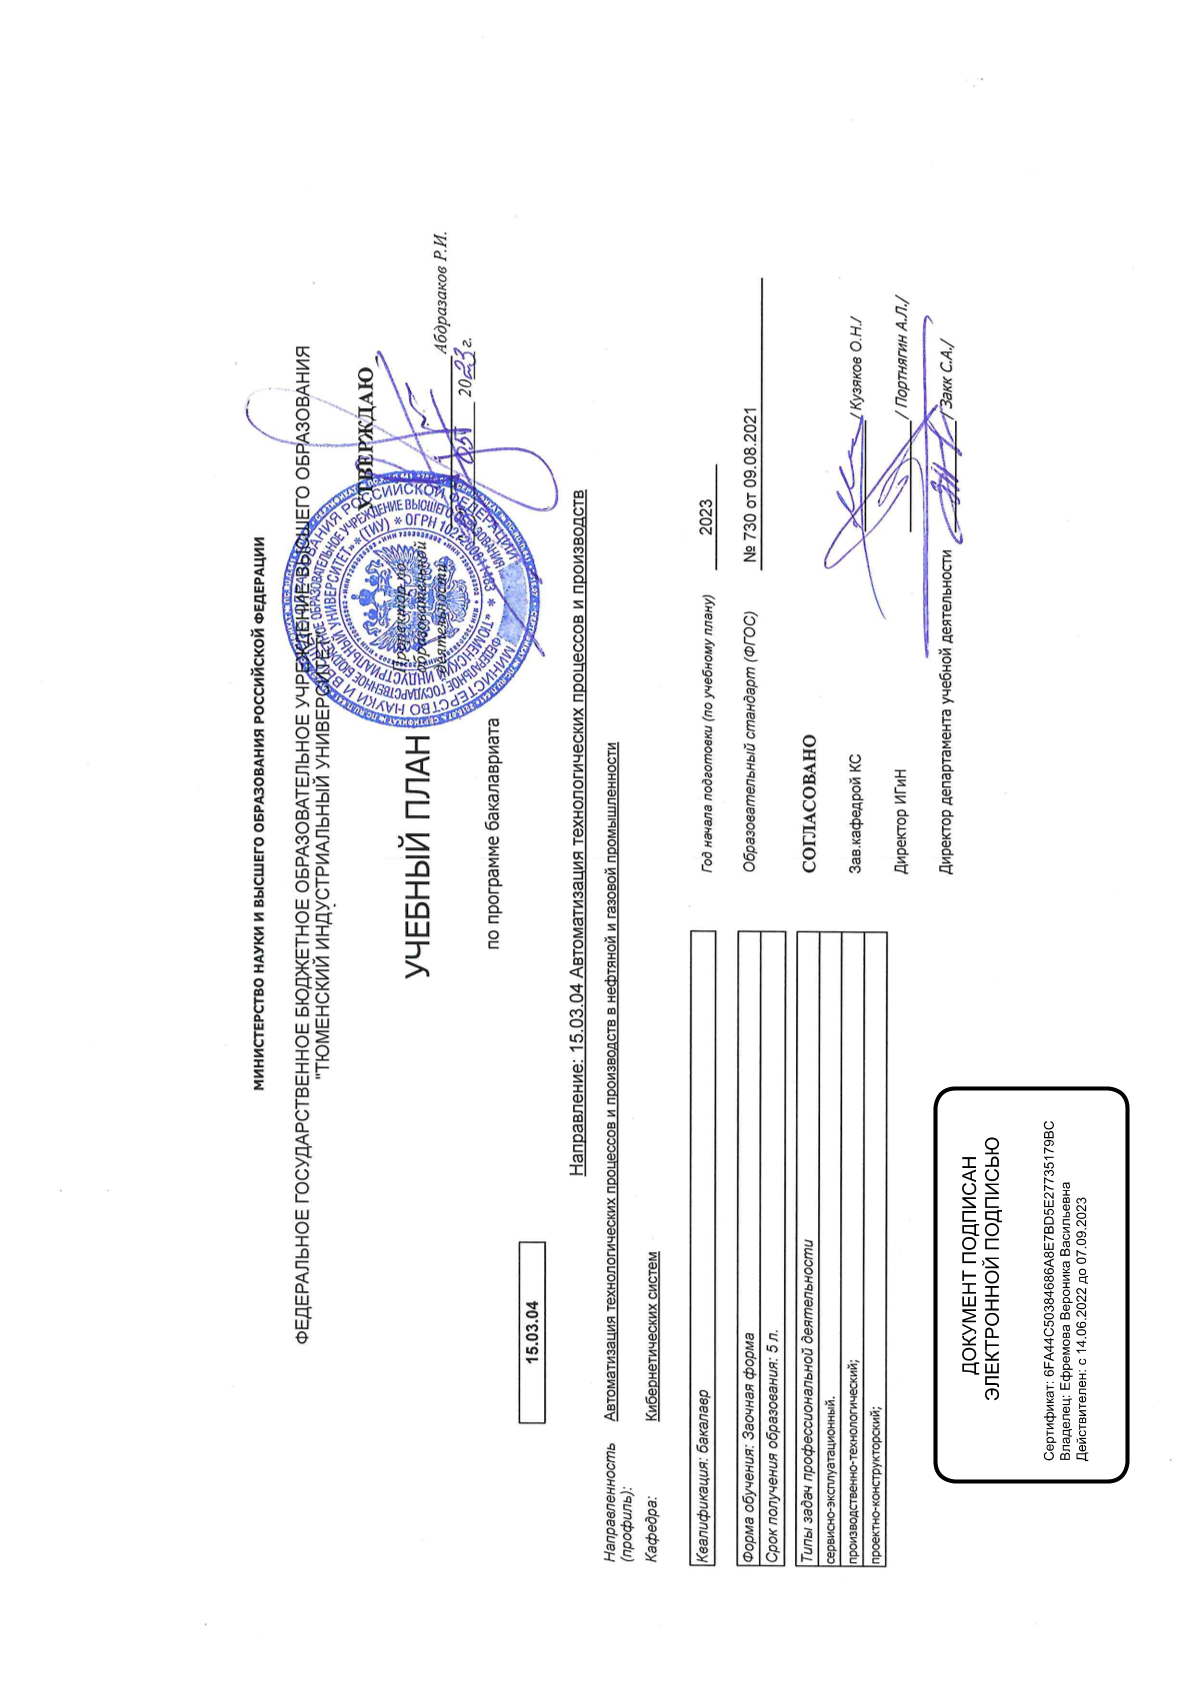 МИНИСТЕРСТВО НАУКИ И ВЫСШЕГО ОБРАЗОВАНИЯ РОССИЙСКОЙ ФЕДЕРАЦИИ
ФЕДЕРАЛЬНОЕ ГОСУДАРСТВЕННОЕ БЮДЖЕТНОЕ ОБРАЗОВАТЕЛЬНОЕ УЧРЕЖДЕНИЕ ВЫСШЕГО ОБРАЗОВАНИЯ
"ТЮМЕНСКИЙ ИНДУСТРИАЛЬНЫЙ УНИВЕРСИТЕТ"
УТВЕРЖДАЮ
Проректор по
образовательной
деятельности
Абдразаков Р.И.
2023 г.
УЧЕБНЫЙ ПЛАН
по программе бакалавриата
15.03.04
Направление: 15.03.04 Автоматизация технологических процессов и производств
Направленность (профиль): Автоматизация технологических процессов и производств в нефтяной и газовой промышленности
Кафедра: Кибернетических систем
Квалификация: бакалавр
Форма обучения: Заочная форма
Срок получения образования: 5 л.
Типы задач профессиональной деятельности
сервисно-эксплуатационный.
производственно-технологический;
проектно-конструкторский;
Год начала подготовки (по учебному плану) 2023
Образовательный стандарт (ФГОС) № 730 от 09.08.2021
СОГЛАСОВАНО
Зав.кафедрой КС / Кузяков О.Н./
Директор ИГиН / Портнягин А.Л./
Директор департамента учебной деятельности / Закк С.А./
ДОКУМЕНТ ПОДПИСАН
ЭЛЕКТРОННОЙ ПОДПИСЬЮ
Сертификат: 6FA44C50384686A8E7BD5E27735179BC
Владелец: Ефремова Вероника Васильевна
Действителен: с 14.06.2022 до 07.09.2023